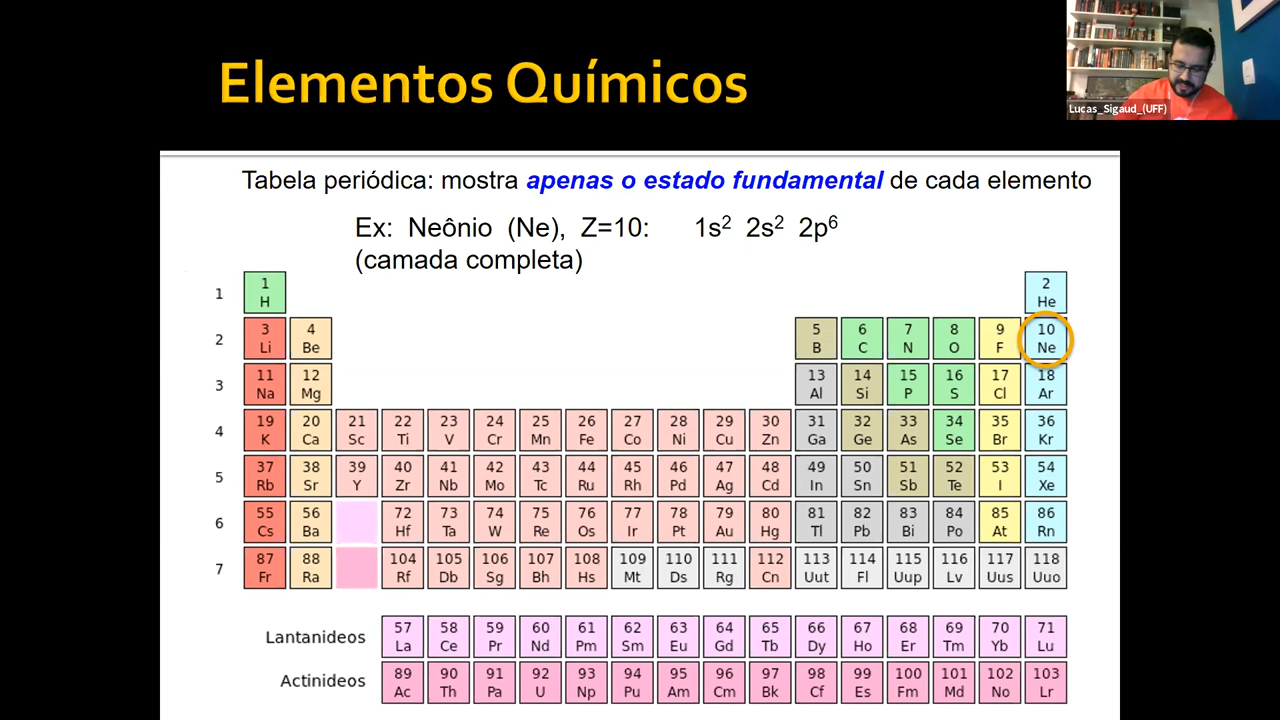 Elementos Químicos
Lucas_Sigaud_(UFF)
Tabela periódica: mostra apenas o estado fundamental de cada elemento
Ex: Neônio (Ne), Z=10: 1s² 2s² 2p⁶
(camada completa)
1 2
1 H He
3 4 5 6 7 8 9 10
2 Li Be B C N O F Ne
11 12 13 14 15 16 17 18
3 Na Mg Al Si P S Cl Ar
19 20 21 22 23 24 25 26 27 28 29 30 31 32 33 34 35 36
4 K Ca Sc Ti V Cr Mn Fe Co Ni Cu Zn Ga Ge As Se Br Kr
37 38 39 40 41 42 43 44 45 46 47 48 49 50 51 52 53 54
5 Rb Sr Y Zr Nb Mo Tc Ru Rh Pd Ag Cd In Sn Sb Te I Xe
55 56 72 73 74 75 76 77 78 79 80 81 82 83 84 85 86
6 Cs Ba Hf Ta W Re Os Ir Pt Au Hg Tl Pb Bi Po At Rn
87 88 104 105 106 107 108 109 110 111 112 113 114 115 116 117 118
7 Fr Ra Rf Db Sg Bh Hs Mt Ds Rg Cn Uut Fl Uup Lv Uus Uuo
57 58 59 60 61 62 63 64 65 66 67 68 69 70 71
Lantanideos La Ce Pr Nd Pm Sm Eu Gd Tb Dy Ho Er Tm Yb Lu
89 90 91 92 93 94 95 96 97 98 99 100 101 102 103
Actinideos Ac Th Pa U Np Pu Am Cm Bk Cf Es Fm Md No Lr